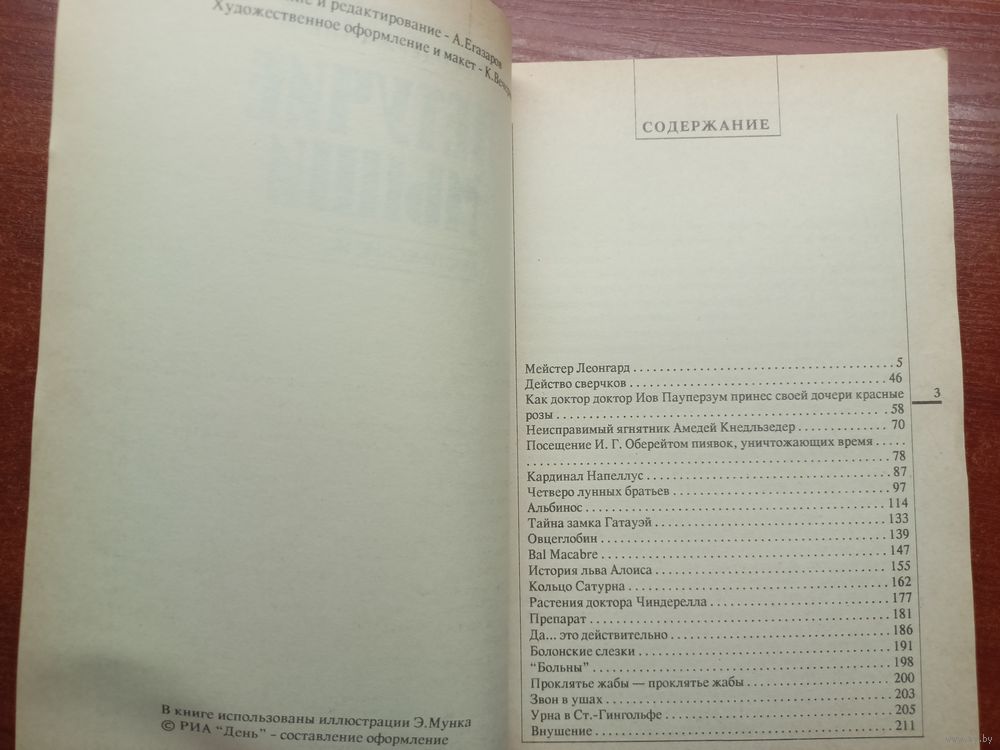 ие и редактирование - А.Егазаров
Художественное оформление и макет - К.
В книге использованы иллюстрации Э.Мунка
© РИА “День” - составление оформление
СОДЕРЖАНИЕ
Мейстер Леонгард . . . . . . . . . . . . . . . . . . . . . . . . . . . . . . . . . . 5
Действо сверчков . . . . . . . . . . . . . . . . . . . . . . . . . . . . . . . . . 46
Как доктор доктор Иов Пауперзум принес своей дочери красные
розы . . . . . . . . . . . . . . . . . . . . . . . . . . . . . . . . . . . . . . . . . . . 58
3
Неисправимый ягнятник Амедей Кнедльзедер . . . . . . . . . . . 70
Посещение И. Г. Оберейтом пиявок, уничтожающих время . . . . .
. . . . . . . . . . . . . . . . . . . . . . . . . . . . . . . . . . . . . . . . . . . . . . . 78
Кардинал Напеллус . . . . . . . . . . . . . . . . . . . . . . . . . . . . . . . 87
Четверо лунных братьев . . . . . . . . . . . . . . . . . . . . . . . . . . . . 97
Альбинос . . . . . . . . . . . . . . . . . . . . . . . . . . . . . . . . . . . . . . . 114
Тайна замка Гатауэй . . . . . . . . . . . . . . . . . . . . . . . . . . . . . . 133
Овцеглобин . . . . . . . . . . . . . . . . . . . . . . . . . . . . . . . . . . . . . 139
Bal Macabre . . . . . . . . . . . . . . . . . . . . . . . . . . . . . . . . . . . . . 147
История льва Алоиса . . . . . . . . . . . . . . . . . . . . . . . . . . . . . . 155
Кольцо Сатурна . . . . . . . . . . . . . . . . . . . . . . . . . . . . . . . . . . 162
Растения доктора Чиндерелла . . . . . . . . . . . . . . . . . . . . . . . 177
Препарат . . . . . . . . . . . . . . . . . . . . . . . . . . . . . . . . . . . . . . . 181
Да... это действительно . . . . . . . . . . . . . . . . . . . . . . . . . . . . 186
Болонские слезки . . . . . . . . . . . . . . . . . . . . . . . . . . . . . . . . 191
“Больны” . . . . . . . . . . . . . . . . . . . . . . . . . . . . . . . . . . . . . . . 198
Проклятье жабы — проклятье жабы . . . . . . . . . . . . . . . . . . 200
Звон в ушах . . . . . . . . . . . . . . . . . . . . . . . . . . . . . . . . . . . . . 203
Урна в Ст.-Гингольфе . . . . . . . . . . . . . . . . . . . . . . . . . . . . . 205
Внушение . . . . . . . . . . . . . . . . . . . . . . . . . . . . . . . . . . . . . . . 211